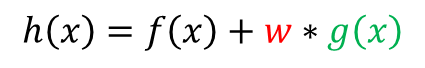 h(x) = f(x) + w * g(x)